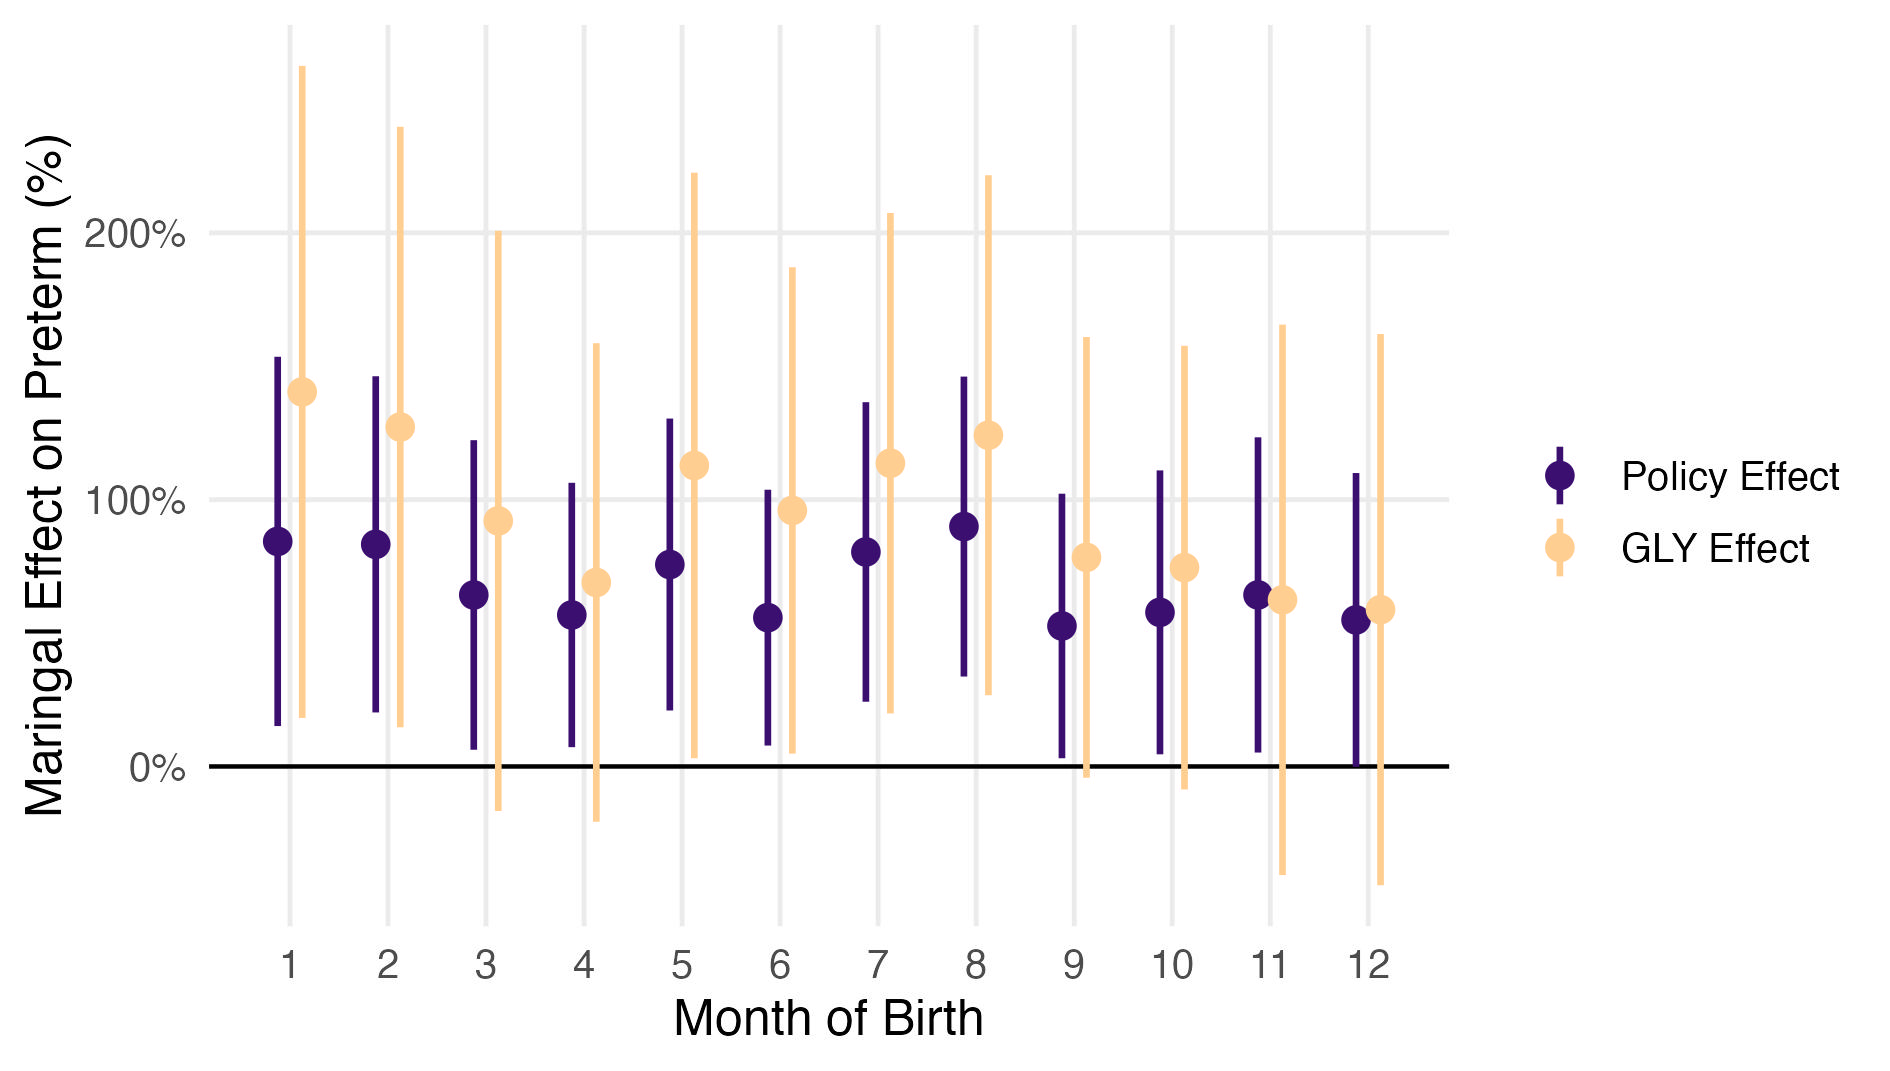 Maringal Effect on Preterm (%)
200%
100%
0%
1 2 3 4 5 6 7 8 9 10 11 12
Month of Birth
Policy Effect
GLY Effect